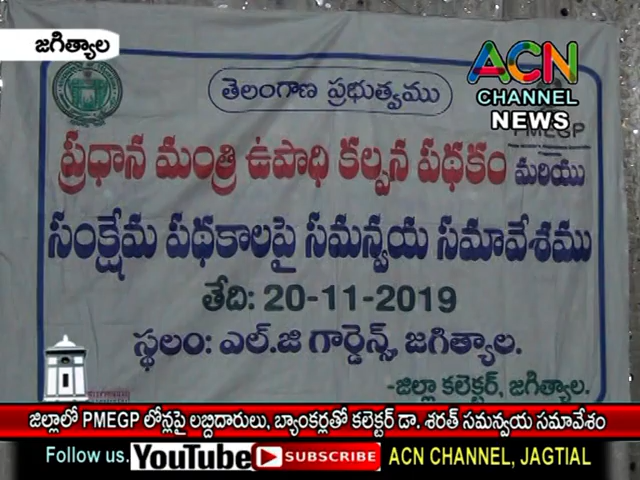 జగిత్యాల
ACN
CHANNEL
NEWS
తెలంగాణ ప్రభుత్వము
PMEGP
ప్రధాన మంత్రి ఉపాధి కల్పన పథకం మరియు
సంక్షేమ పథకాలపై సమన్వయ సమావేశము
తేది: 20-11-2019
స్థలం: ఎల్.జి గార్డెన్స్, జగిత్యాల.
-జిల్లా కలెక్టర్, జగిత్యాల.
జిల్లాలో PMEGP లోన్లపై లబ్దిదారులు, బ్యాంకర్లతో కలెక్టర్ డా. శరత్ సమన్వయ సమావేశం
Follow us. YouTube SUBSCRIBE ACN CHANNEL, JAGTIAL